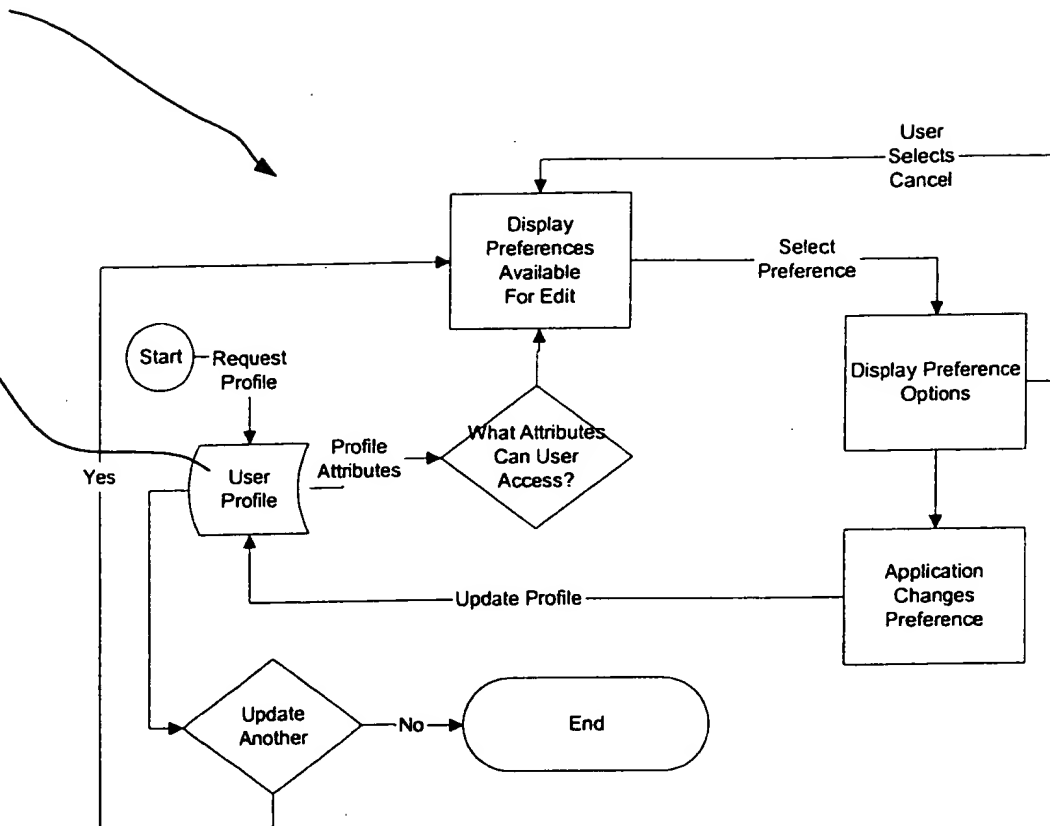 User
Selects
Cancel
Display
Preferences
Available
For Edit
Select
Preference
Start
Request
Profile
Display Preference
Options
What Attributes
Can User
Access?
Profile
Attributes
User
Profile
Yes
Application
Changes
Preference
Update Profile
Update
Another
No
End